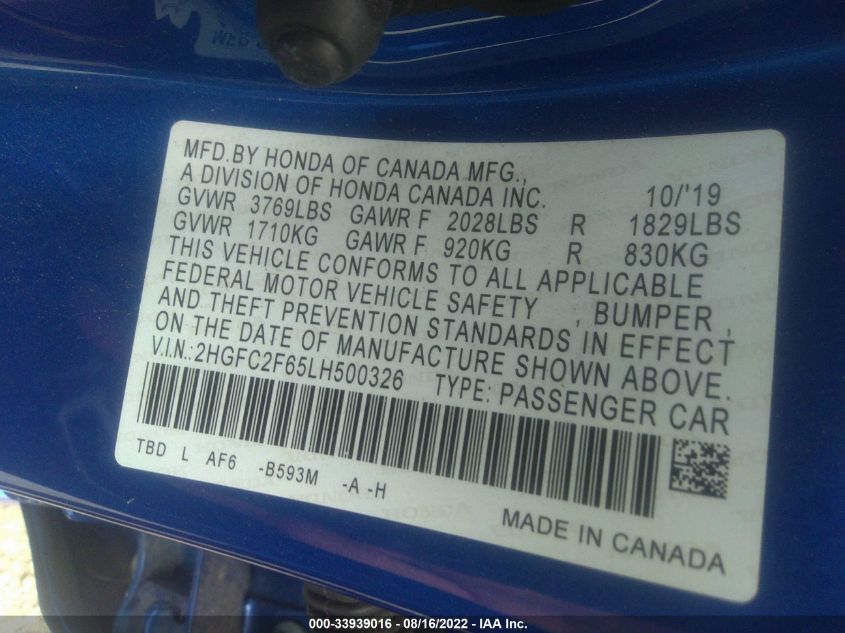 MFD.BY HONDA OF CANADA MFG.,
A DIVISION OF HONDA CANADA INC. 10/'19
GVWR 3769LBS GAWR F 2028LBS R 1829LBS
GVWR 1710KG GAWR F 920KG R 830KG
THIS VEHICLE CONFORMS TO ALL APPLICABLE
FEDERAL MOTOR VEHICLE SAFETY , BUMPER ,
AND THEFT PREVENTION STANDARDS IN EFFECT
ON THE DATE OF MANUFACTURE SHOWN ABOVE.
V.I.N.:2HGFC2F65LH500326 TYPE: PASSENGER CAR
TBD L AF6 -B593M -A -H
MADE IN CANADA
000-33939016 - 08/16/2022 - IAA Inc.